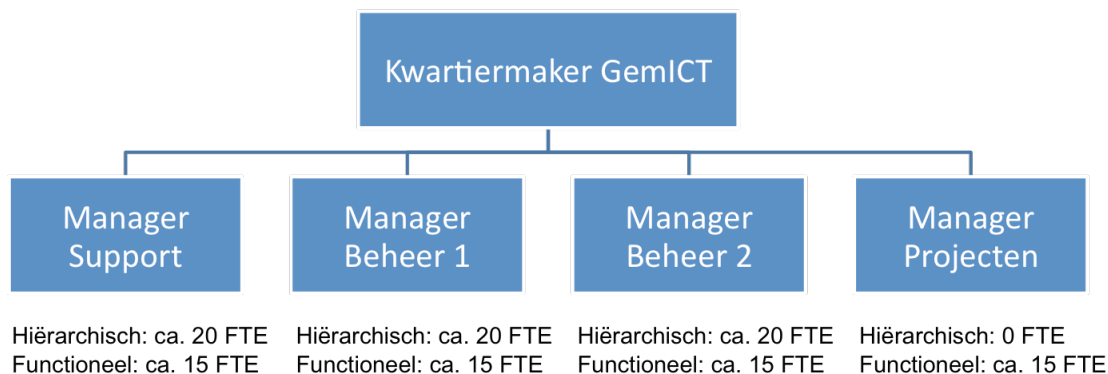 Kwartiermaker GemICT
Manager
Support
Manager
Beheer 1
Manager
Beheer 2
Manager
Projecten
Hiërarchisch: ca. 20 FTE
Functioneel: ca. 15 FTE
Hiërarchisch: ca. 20 FTE
Functioneel: ca. 15 FTE
Hiërarchisch: ca. 20 FTE
Functioneel: ca. 15 FTE
Hiërarchisch: 0 FTE
Functioneel: ca. 15 FTE